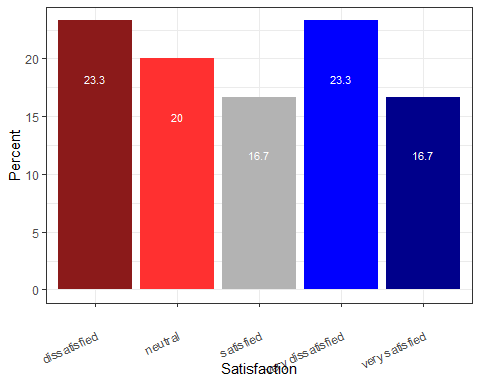 Percent
20
15
10
5
0
23.3
20
16.7
23.3
16.7
dissatisfied
neutral
satisfied
very dissatisfied
very satisfied
Satisfaction